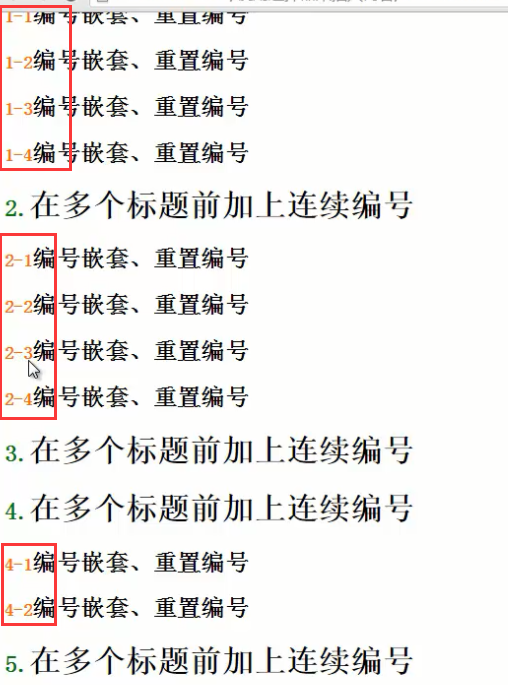 1-1编号嵌套、重置编号
1-2编号嵌套、重置编号
1-3编号嵌套、重置编号
1-4编号嵌套、重置编号
2.在多个标题前加上连续编号
2-1编号嵌套、重置编号
2-2编号嵌套、重置编号
2-3编号嵌套、重置编号
2-4编号嵌套、重置编号
3.在多个标题前加上连续编号
4.在多个标题前加上连续编号
4-1编号嵌套、重置编号
4-2编号嵌套、重置编号
5.在多个标题前加上连续编号